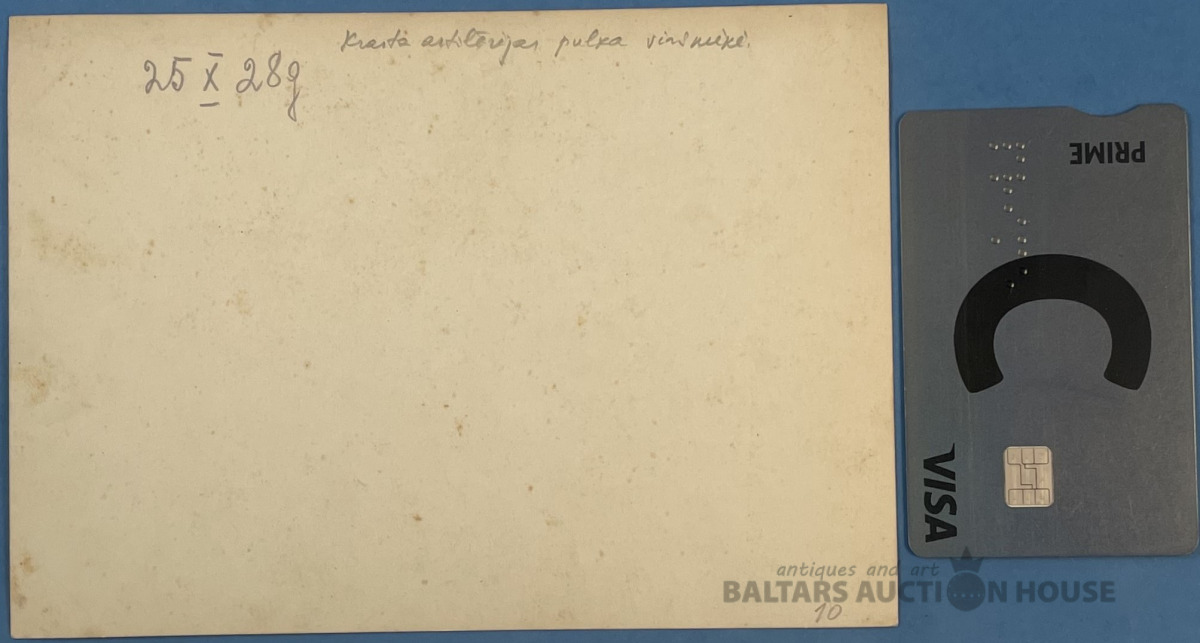 Krasta artilērijas pulka virsnieki.
25 X 28g
10
PRIME
VISA
antiques and art
BALTARS AUCTION HOUSE